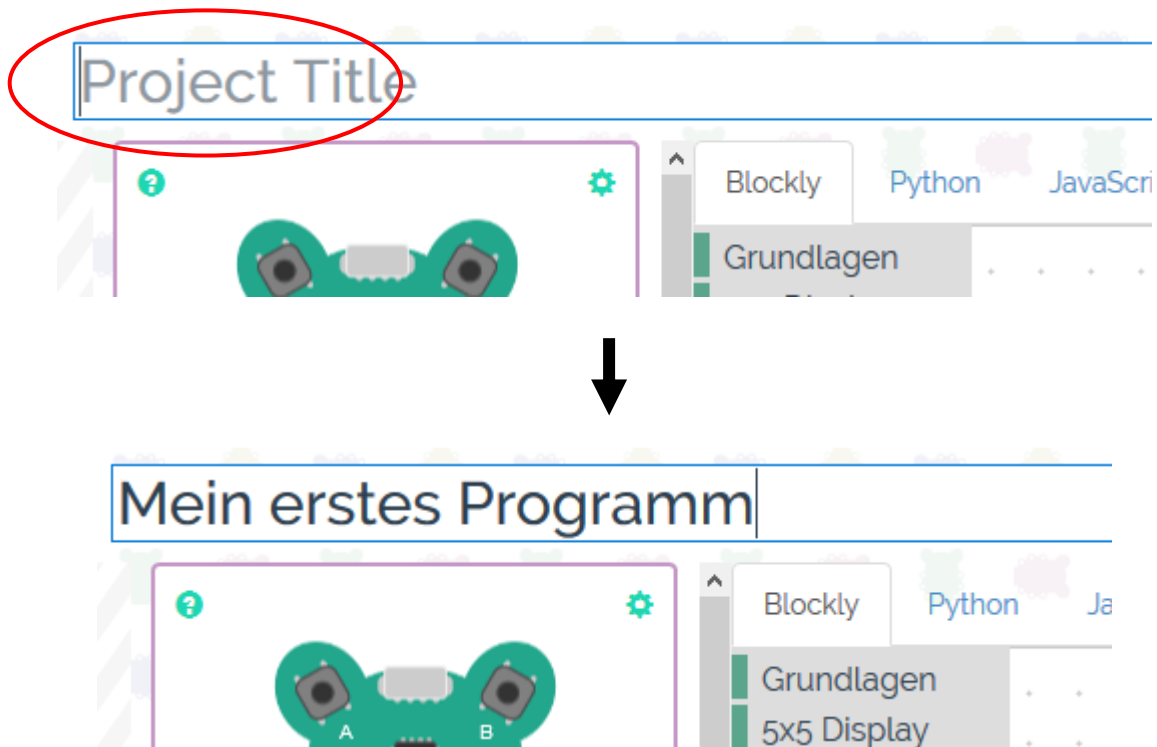 Project Title
Blockly Python JavaScri
Grundlagen
Mein erstes Programm
Blockly Python Ja
Grundlagen
A B
5x5 Display